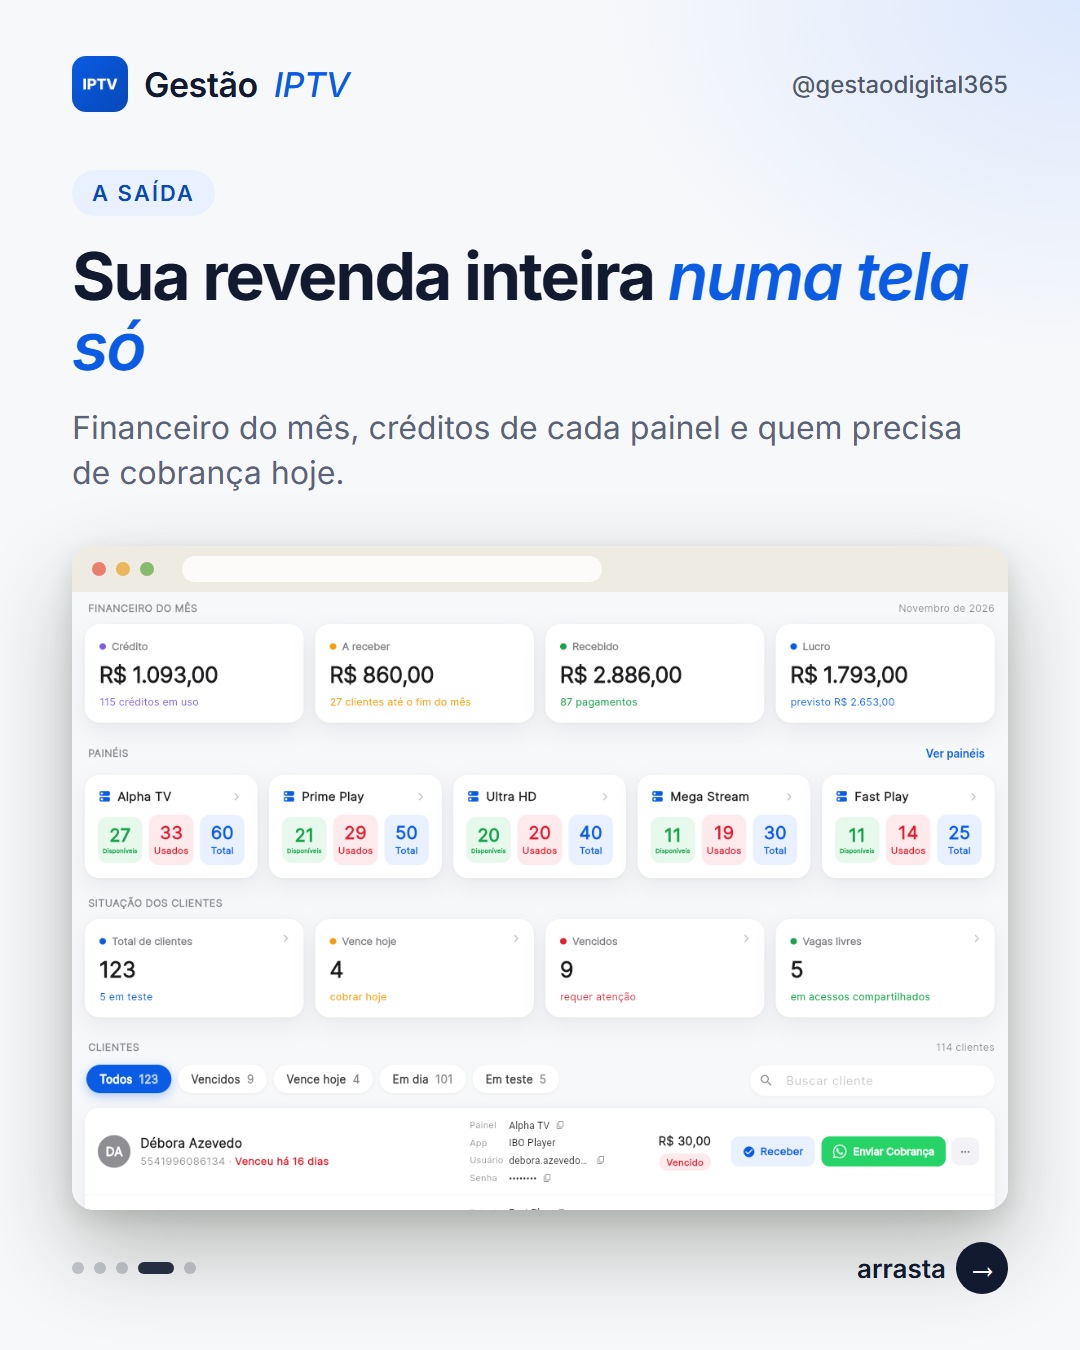 IPTV Gestão IPTV @gestaodigital365
A SAÍDA
Sua revenda inteira numa tela
só
Financeiro do mês, créditos de cada painel e quem precisa
de cobrança hoje.
FINANCEIRO DO MÊS Novembro de 2026
Crédito A receber Recebido Lucro
R$ 1.093,00 R$ 860,00 R$ 2.886,00 R$ 1.793,00
115 créditos em uso 27 clientes até o fim do mês 87 pagamentos previsto R$ 2.653,00
PAINÉIS Ver painéis
Alpha TV Prime Play Ultra HD Mega Stream Fast Play
27 33 60 21 29 50 20 20 40 11 19 30 11 14 25
Disponíveis Usados Total Disponíveis Usados Total Disponíveis Usados Total Disponíveis Usados Total Disponíveis Usados Total
SITUAÇÃO DOS CLIENTES
Total de clientes Vence hoje Vencidos Vagas livres
123 4 9 5
5 em teste cobrar hoje requer atenção em acessos compartilhados
CLIENTES 114 clientes
Todos 123 Vencidos 9 Vence hoje 4 Em dia 101 Em teste 5 Buscar cliente
Painel Alpha TV
DA Débora Azevedo App IBO Player R$ 30,00 Receber Enviar Cobrança ...
5541996086134 · Venceu há 16 dias Usuário debora.azevedo... Vencido
Senha ••••••••
arrasta →